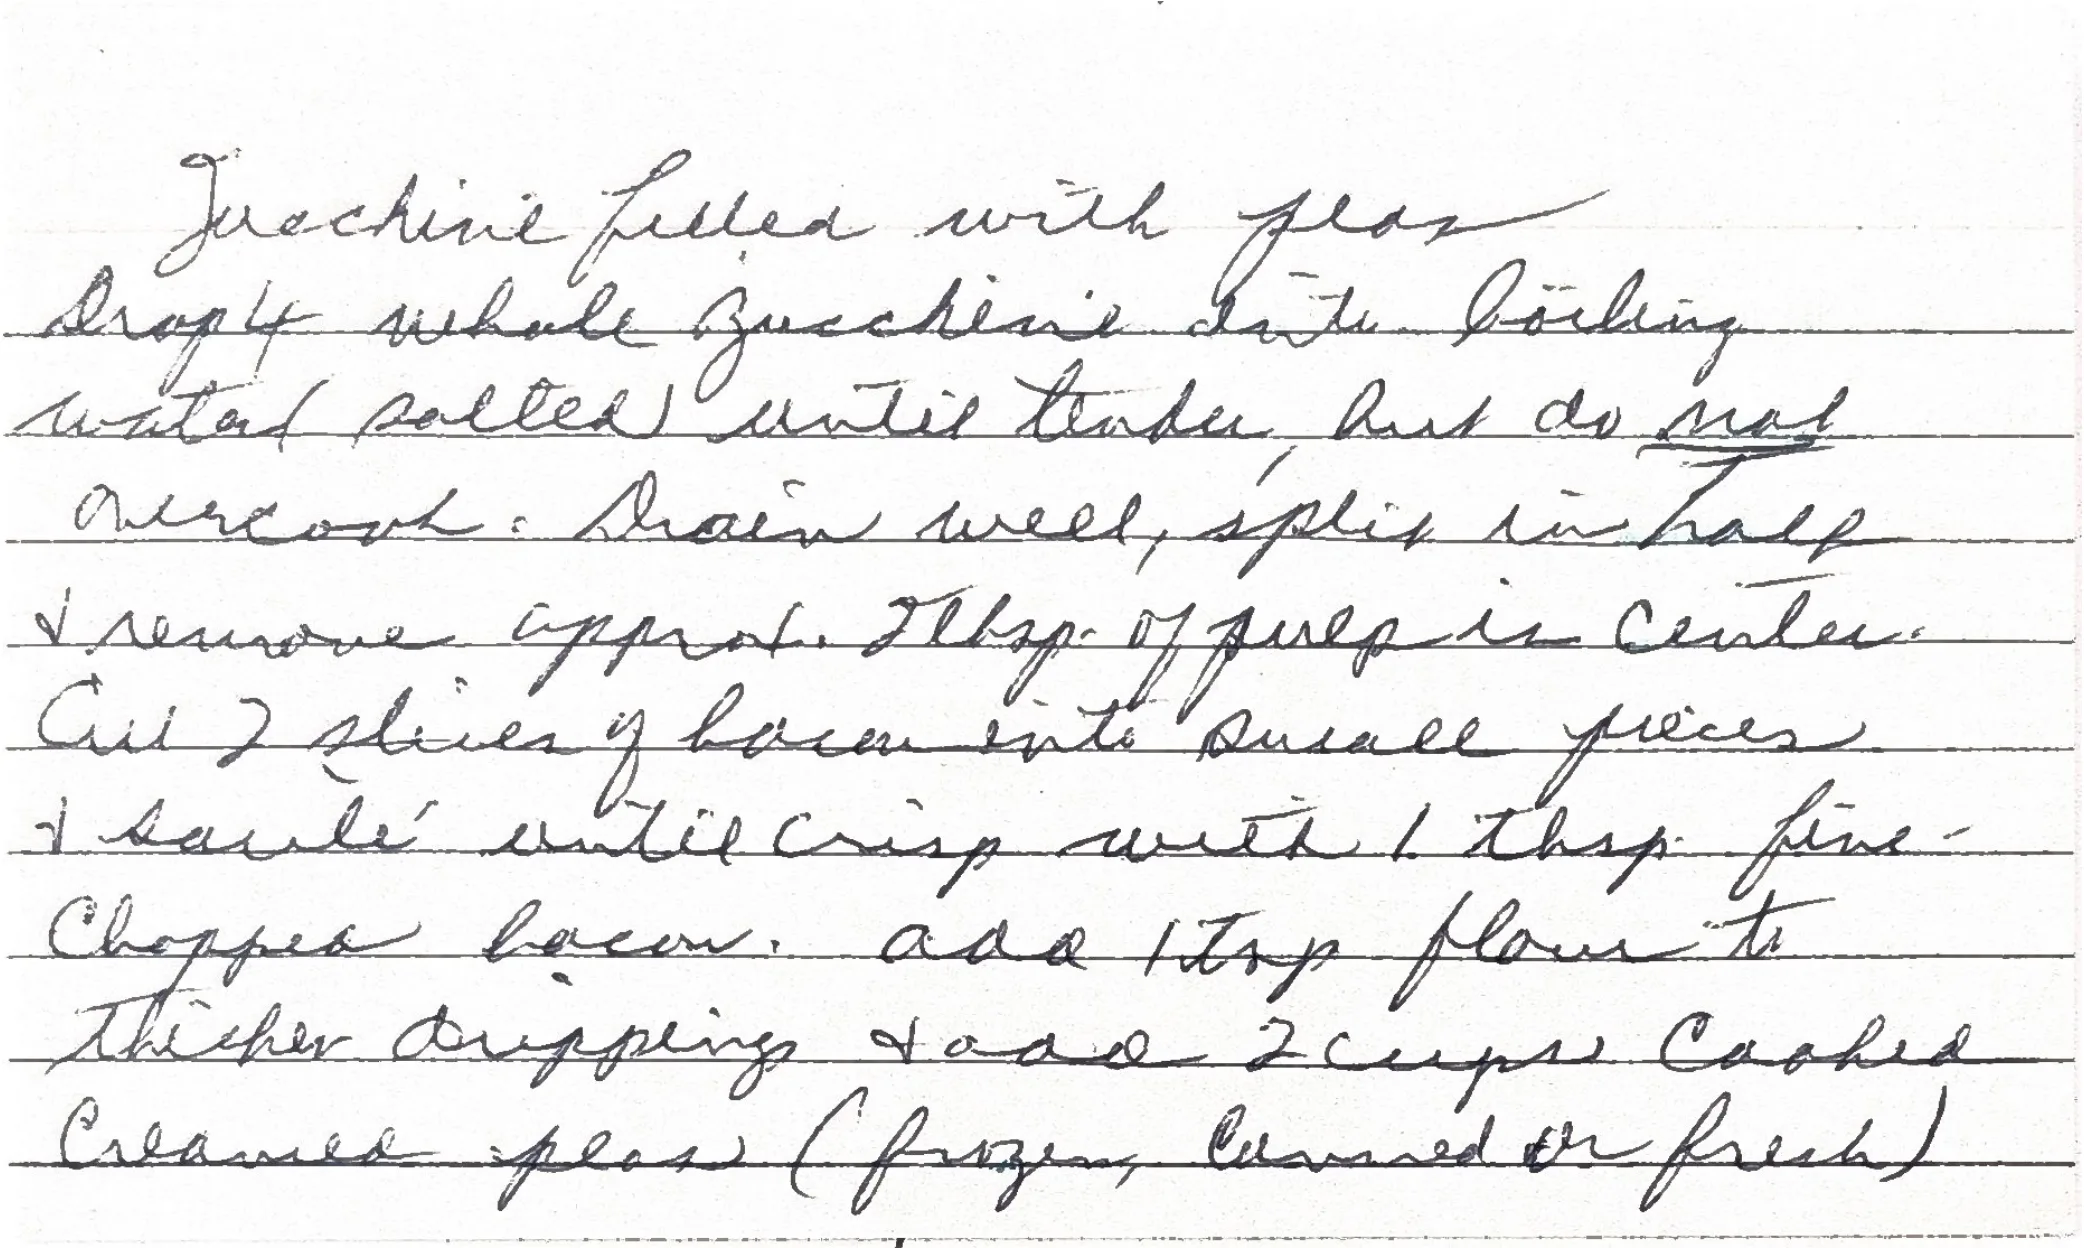 Zucchini filled with peas
Drop 4 whole zucchini into boiling
water (salted) until tender, but do not
overcook. Drain well, split in half
& remove approx. 2 tbsp. of pulp in center.
Cut 2 slices of bacon into small pieces
& sauté until crisp with 1 tbsp. fine-
chopped bacon. add 1 tsp flour to
thicken drippings & add 2 cups cooked
creamed peas (frozen, canned or fresh)